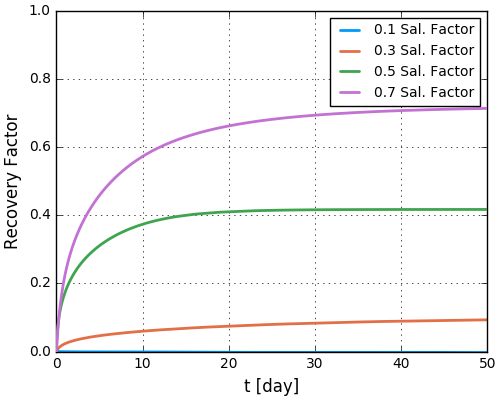 1.0
0.8
0.6
0.4
0.2
0.0
Recovery Factor
0.1 Sal. Factor
0.3 Sal. Factor
0.5 Sal. Factor
0.7 Sal. Factor
0 10 20 30 40 50
t [day]